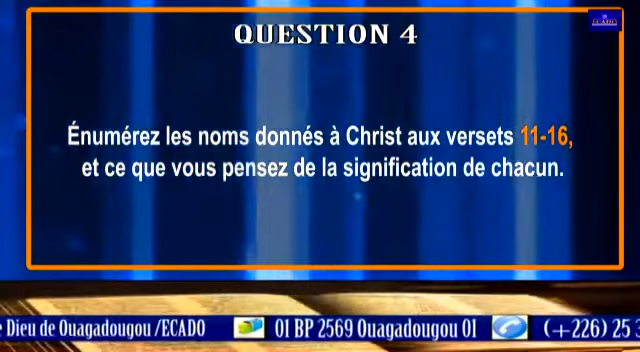 ECADO
QUESTION 4
Énumérez les noms donnés à Christ aux versets 11-16,
et ce que vous pensez de la signification de chacun.
Dieu de Ouagadougou /ECADO 01 BP 2569 Ouagadougou 01 (+226) 25